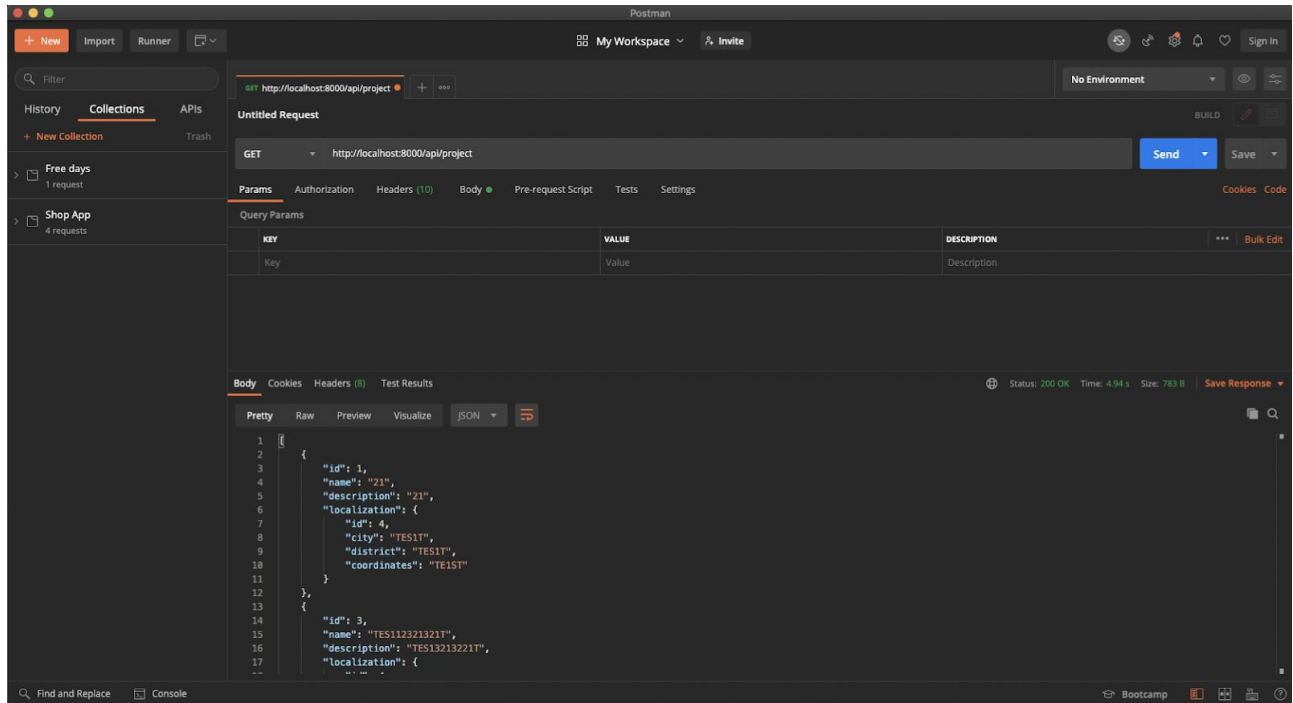 Postman
New Import Runner My Workspace Invite Sign In
Filter
GET http://localhost:8000/api/project No Environment
History Collections APIs
Untitled Request BUILD
+ New Collection Trash
GET http://localhost:8000/api/project Send Save
Free days
1 request
Params Authorization Headers (10) Body Pre-request Script Tests Settings Cookies Code
Shop App
4 requests
Query Params
KEY VALUE DESCRIPTION Bulk Edit
Key Value Description
Body Cookies Headers (8) Test Results Status: 200 OK Time: 4.94 s Size: 783 B Save Response
Pretty Raw Preview Visualize JSON
1 [
2 {
3 "id": 1,
4 "name": "21",
5 "description": "21",
6 "localization": {
7 "id": 4,
8 "city": "TES1T",
9 "district": "TES1T",
10 "coordinates": "TE1ST"
11 }
12 },
13 {
14 "id": 3,
15 "name": "TES112321321T",
16 "description": "TES13213221T",
17 "localization": {
Find and Replace Console Bootcamp